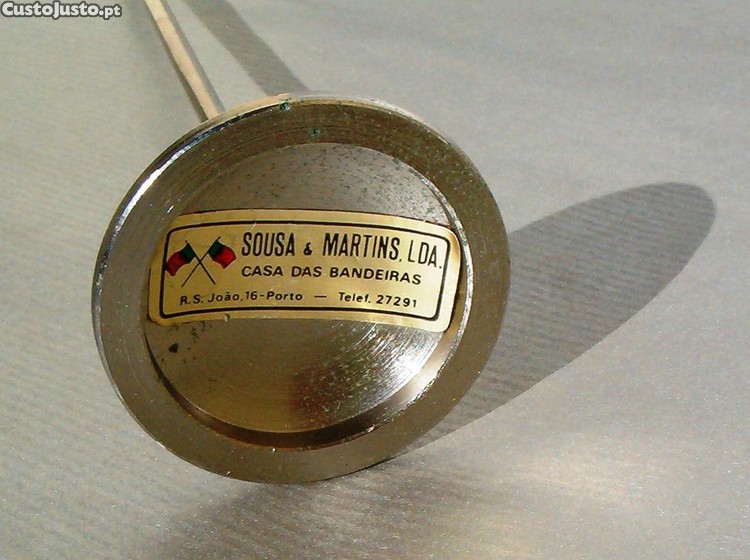 CustoJusto.pt
SOUSA & MARTINS, LDA.
CASA DAS BANDEIRAS
R. S. João, 16 - Porto — Telef. 27291